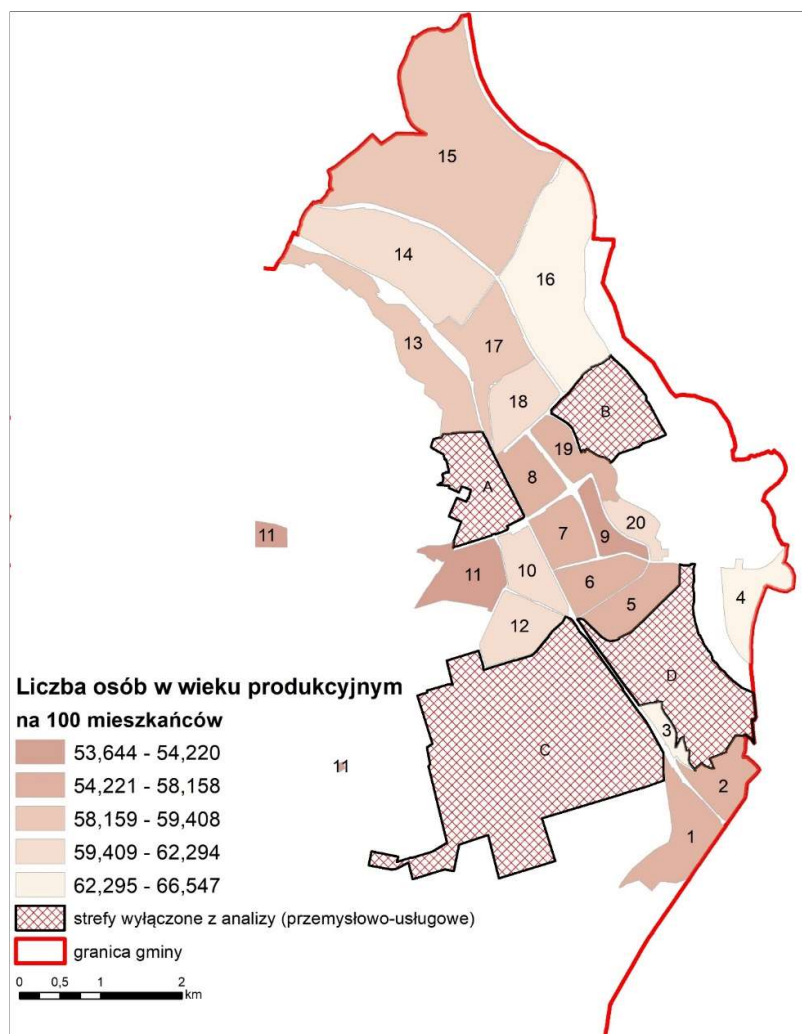 15
14
16
13
17
18
B
19
A
8
11
7
20
9
10
11
6
4
5
12
D
3
C
11
2
1
Liczba osób w wieku produkcyjnym
na 100 mieszkańców
53,644 - 54,220
54,221 - 58,158
58,159 - 59,408
59,409 - 62,294
62,295 - 66,547
strefy wyłączone z analizy (przemysłowo-usługowe)
granica gminy
0 0,5 1 2
km